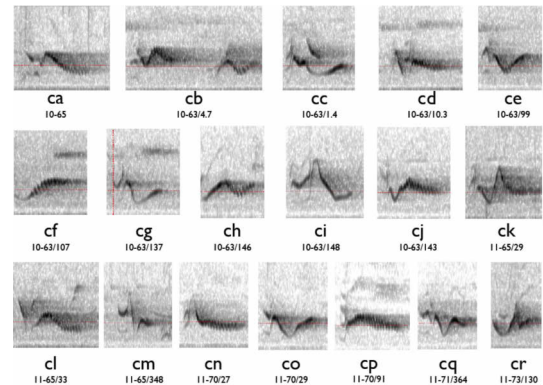 ca cb cc cd ce
10-65 10-63/4.7 10-63/1.4 10-63/10.3 10-63/99
cf cg ch ci cj ck
10-63/107 10-63/137 10-63/146 10-63/148 10-63/143 11-65/29
cl cm cn co cp cq cr
11-65/33 11-65/348 11-70/27 11-70/29 11-70/91 11-71/364 11-73/130